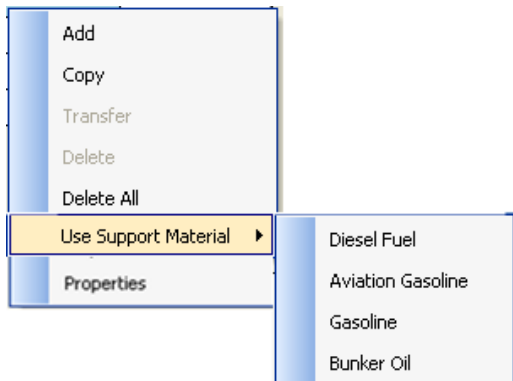 Add
Copy
Transfer
Delete
Delete All
Use Support Material
Properties
Diesel Fuel
Aviation Gasoline
Gasoline
Bunker Oil